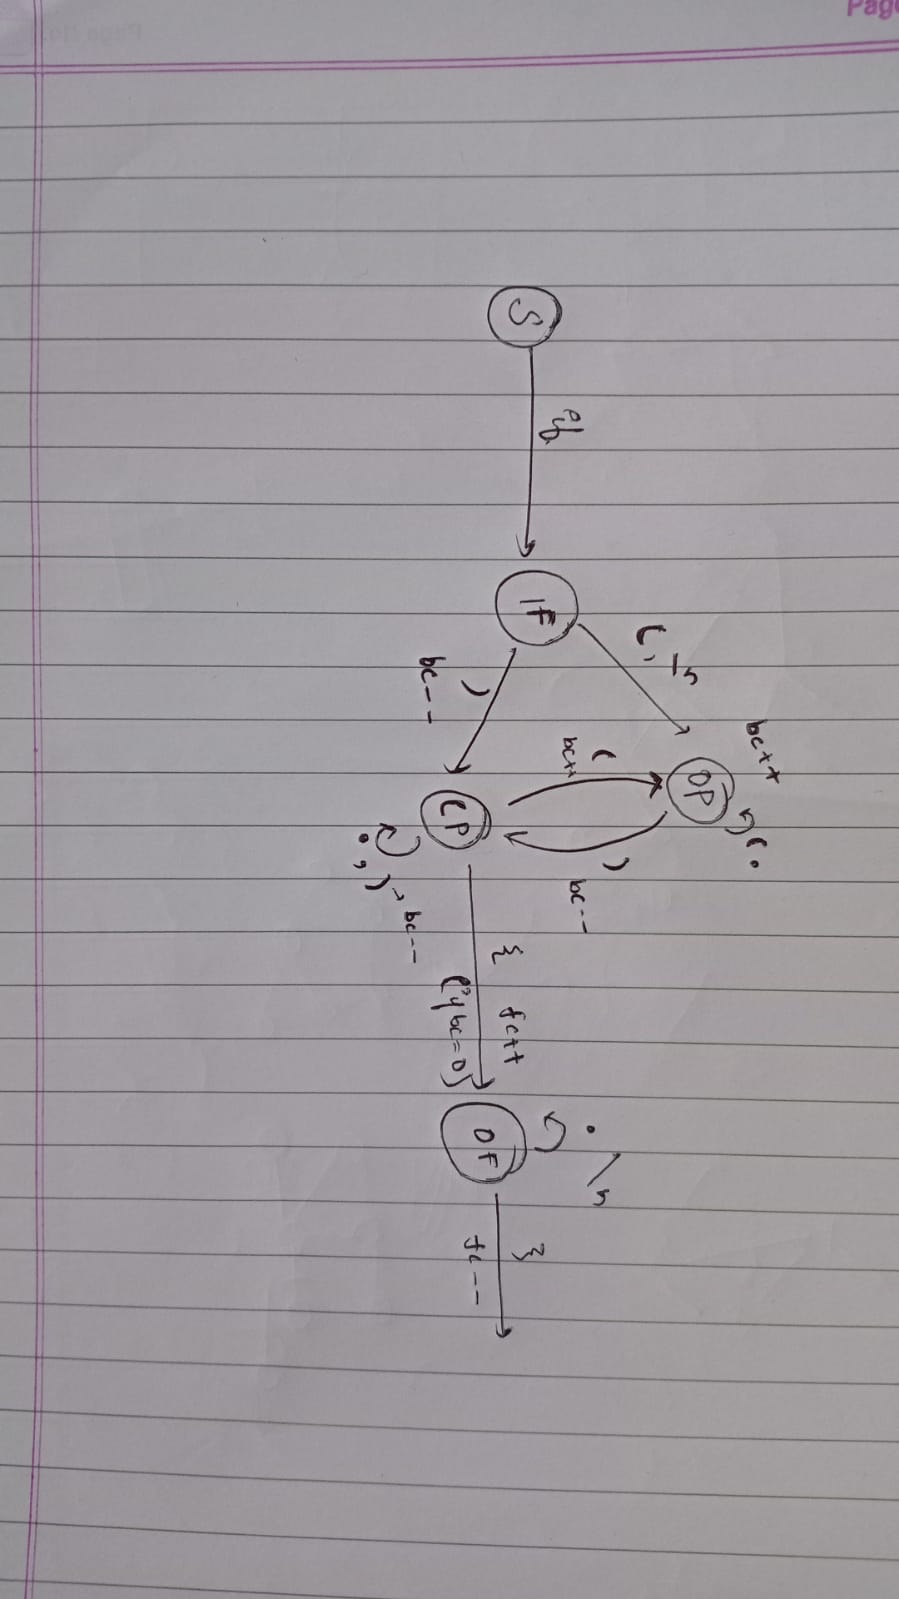 Page
S
if
IF
(, \n
bc++
OP
( .
(
bc++
)
bc--
)
bc--
CP
. , ) → bc--
{ fc++
(if bc=0)
OF
. \n
}
fc--